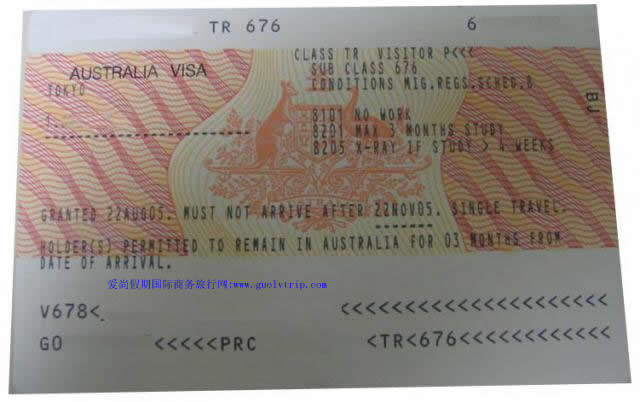 TR 676 6
CLASS TR VISITOR P<<<
AUSTRALIA VISA SUB CLASS 676
TOKYO CONDITIONS MIG.REGS.SCHED.8
BJ
8101 NO WORK
8201 MAX 3 MONTHS STUDY
8205 X-RAY IF STUDY > 4 WEEKS
GRANTED 22AUG05. MUST NOT ARRIVE AFTER 22NOV05. SINGLE TRAVEL.
HOLDER(S) PERMITTED TO REMAIN IN AUSTRALIA FOR 03 MONTHS FROM
DATE OF ARRIVAL.
爱尚假期国际商务旅行网:www.guolvtrip.com
V678< <<<<<<<<<<<<<<<<<<<<<<
GO <<<<<PRC <TR<676<<<<<<<<<<<<